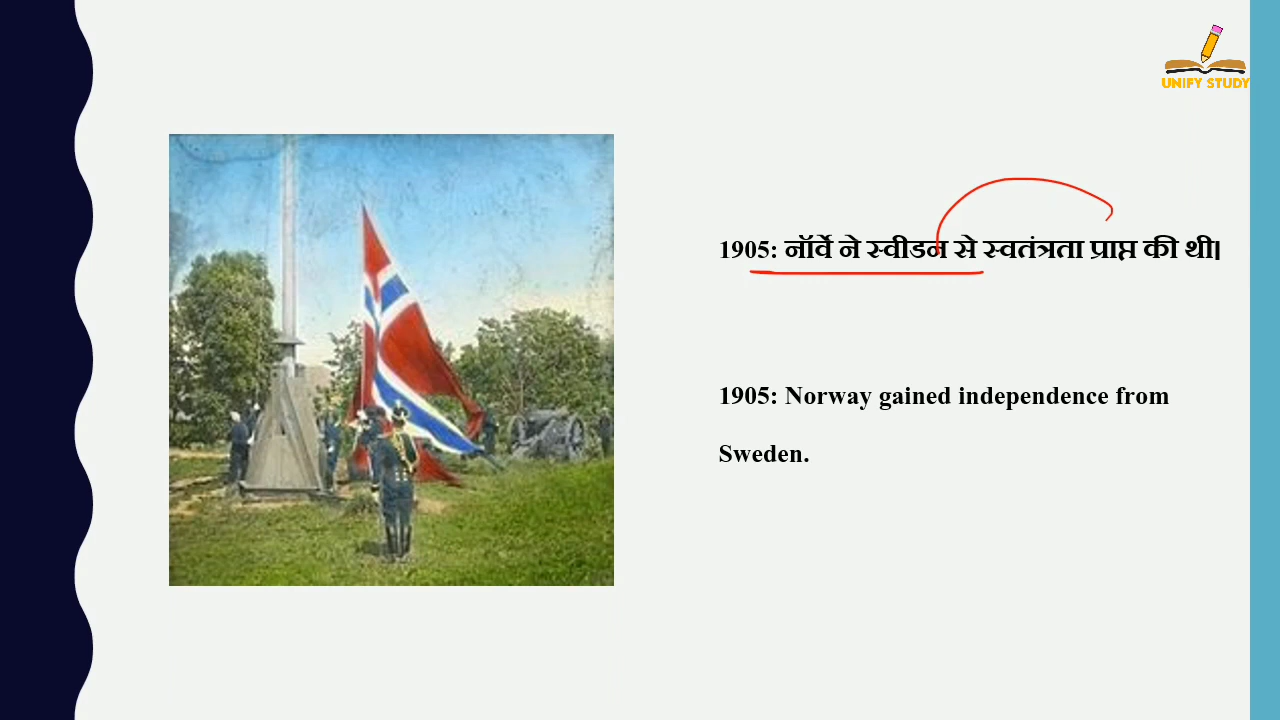 UNIFY STUDY
1905: नॉर्वे ने स्वीडन से स्वतंत्रता प्राप्त की थी।
1905: Norway gained independence from
Sweden.